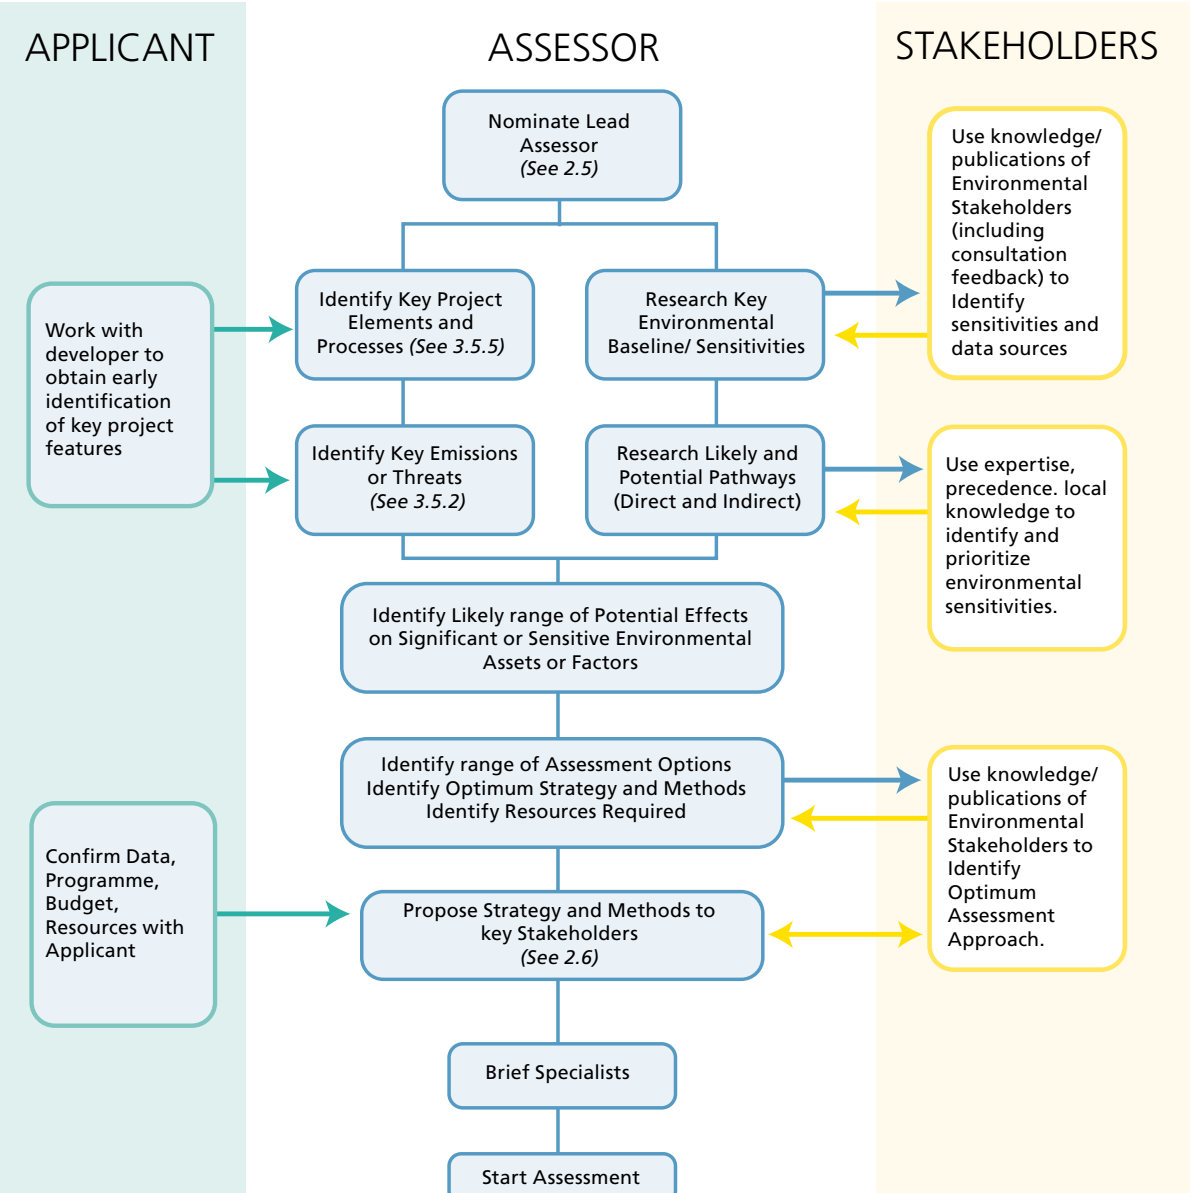 APPLICANT
ASSESSOR
STAKEHOLDERS
Nominate Lead
Assessor
(See 2.5)
Use knowledge/
publications of
Environmental
Stakeholders
(including
consultation
feedback) to
Identify
sensitivities and
data sources
Work with
developer to
obtain early
identification
of key project
features
Identify Key Project
Elements and
Processes (See 3.5.5)
Research Key
Environmental
Baseline/ Sensitivities
Identify Key Emissions
or Threats
(See 3.5.2)
Research Likely and
Potential Pathways
(Direct and Indirect)
Use expertise,
precedence. local
knowledge to
identify and
prioritize
environmental
sensitivities.
Identify Likely range of Potential Effects
on Significant or Sensitive Environmental
Assets or Factors
Identify range of Assessment Options
Identify Optimum Strategy and Methods
Identify Resources Required
Use knowledge/
publications of
Environmental
Stakeholders to
Identify
Optimum
Assessment
Approach.
Confirm Data,
Programme,
Budget,
Resources with
Applicant
Propose Strategy and Methods to
key Stakeholders
(See 2.6)
Brief Specialists
Start Assessment